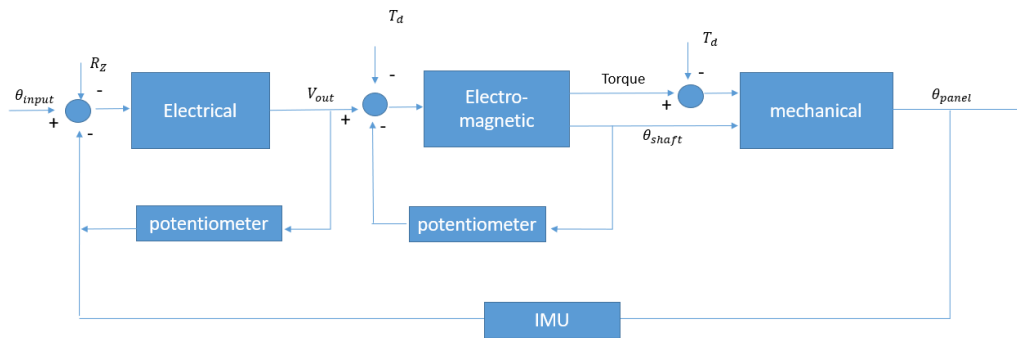 T_d
R_Z
T_d
θ_input
-
-
-
Electrical
V_out
Electro-
magnetic
Torque
mechanical
θ_panel
+
-
+
-
+
θ_shaft
potentiometer
potentiometer
IMU